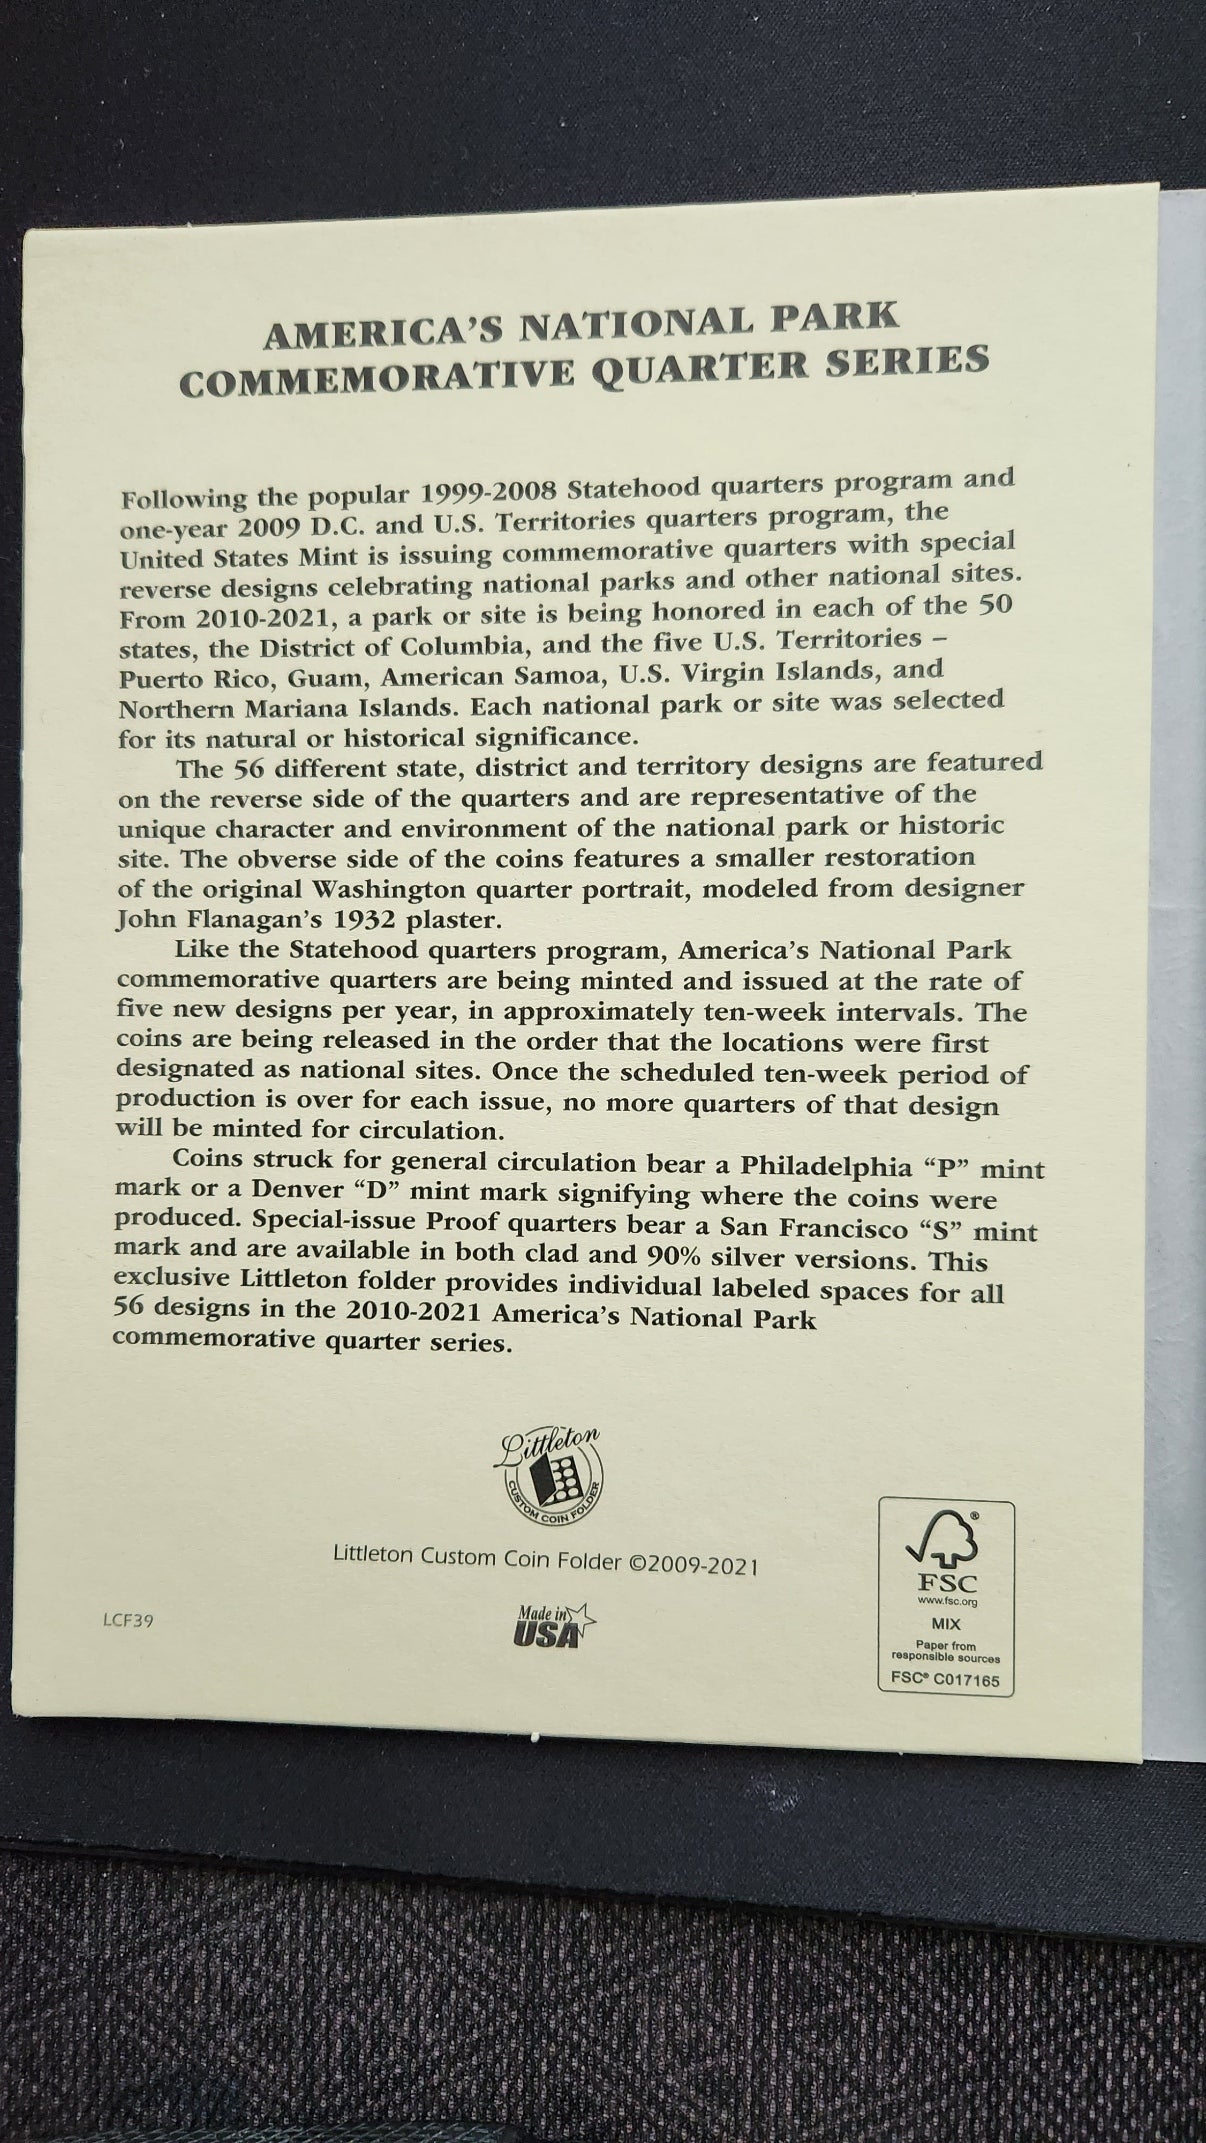 AMERICA'S NATIONAL PARK
COMMEMORATIVE QUARTER SERIES
Following the popular 1999-2008 Statehood quarters program and
one-year 2009 D.C. and U.S. Territories quarters program, the
United States Mint is issuing commemorative quarters with special
reverse designs celebrating national parks and other national sites.
From 2010-2021, a park or site is being honored in each of the 50
states, the District of Columbia, and the five U.S. Territories –
Puerto Rico, Guam, American Samoa, U.S. Virgin Islands, and
Northern Mariana Islands. Each national park or site was selected
for its natural or historical significance.
The 56 different state, district and territory designs are featured
on the reverse side of the quarters and are representative of the
unique character and environment of the national park or historic
site. The obverse side of the coins features a smaller restoration
of the original Washington quarter portrait, modeled from designer
John Flanagan's 1932 plaster.
Like the Statehood quarters program, America's National Park
commemorative quarters are being minted and issued at the rate of
five new designs per year, in approximately ten-week intervals. The
coins are being released in the order that the locations were first
designated as national sites. Once the scheduled ten-week period of
production is over for each issue, no more quarters of that design
will be minted for circulation.
Coins struck for general circulation bear a Philadelphia “P” mint
mark or a Denver “D” mint mark signifying where the coins were
produced. Special-issue Proof quarters bear a San Francisco “S” mint
mark and are available in both clad and 90% silver versions. This
exclusive Littleton folder provides individual labeled spaces for all
56 designs in the 2010-2021 America's National Park
commemorative quarter series.
Littleton
CUSTOM COIN FOLDER
Littleton Custom Coin Folder ©2009-2021
LCF39
Made in
USA
®
FSC
www.fsc.org
MIX
Paper from
responsible sources
FSC® C017165